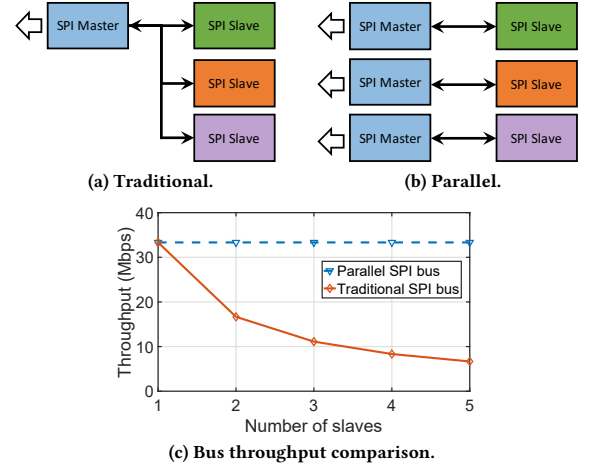 SPI Master SPI Slave SPI Master SPI Slave
SPI Slave SPI Master SPI Slave
SPI Slave SPI Master SPI Slave
(a) Traditional. (b) Parallel.
40
30
20
10
0
Throughput (Mbps)
Parallel SPI bus
Traditional SPI bus
1 2 3 4 5
Number of slaves
(c) Bus throughput comparison.